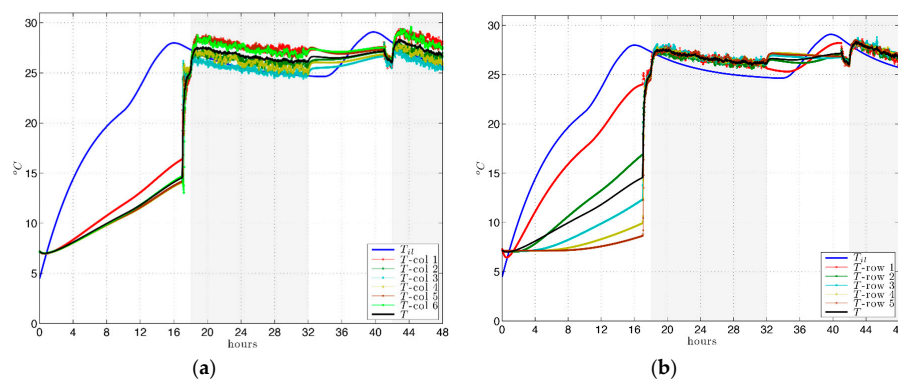 °C
30
25
20
15
10
5
0
0 4 8 12 16 20 24 28 32 36 40 44 48
hours
T_il
T-col 1
T-col 2
T-col 3
T-col 4
T-col 5
T-col 6
T
(a)
°C
30
25
20
15
10
5
0
0 4 8 12 16 20 24 28 32 36 40 44 48
hours
T_il
T-row 1
T-row 2
T-row 3
T-row 4
T-row 5
T
(b)